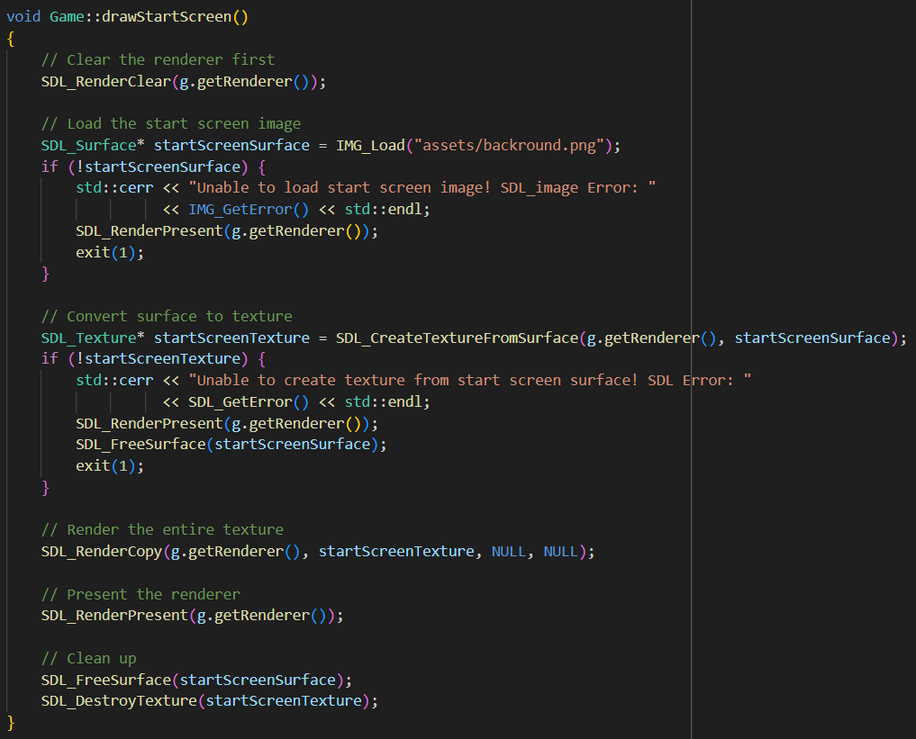 void Game::drawStartScreen()
{
    // Clear the renderer first
    SDL_RenderClear(g.getRenderer());

    // Load the start screen image
    SDL_Surface* startScreenSurface = IMG_Load("assets/backround.png");
    if (!startScreenSurface) {
        std::cerr << "Unable to load start screen image! SDL_image Error: "
                  << IMG_GetError() << std::endl;
        SDL_RenderPresent(g.getRenderer());
        exit(1);
    }

    // Convert surface to texture
    SDL_Texture* startScreenTexture = SDL_CreateTextureFromSurface(g.getRenderer(), startScreenSurface);
    if (!startScreenTexture) {
        std::cerr << "Unable to create texture from start screen surface! SDL Error: "
                  << SDL_GetError() << std::endl;
        SDL_RenderPresent(g.getRenderer());
        SDL_FreeSurface(startScreenSurface);
        exit(1);
    }

    // Render the entire texture
    SDL_RenderCopy(g.getRenderer(), startScreenTexture, NULL, NULL);

    // Present the renderer
    SDL_RenderPresent(g.getRenderer());

    // Clean up
    SDL_FreeSurface(startScreenSurface);
    SDL_DestroyTexture(startScreenTexture);
}